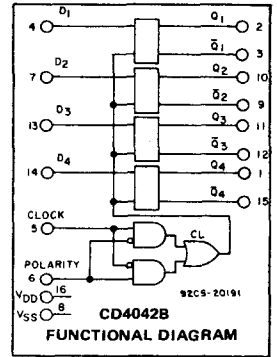 4 D1 Q1 2
Q̅1 3
7 D2 Q2 10
Q̅2 9
13 D3 Q3 11
Q̅3 12
14 D4 Q4 1
Q̅4 15
CLOCK
5
CL
POLARITY
6
VDD 16
VSS 8
92CS-20191
CD4042B
FUNCTIONAL DIAGRAM